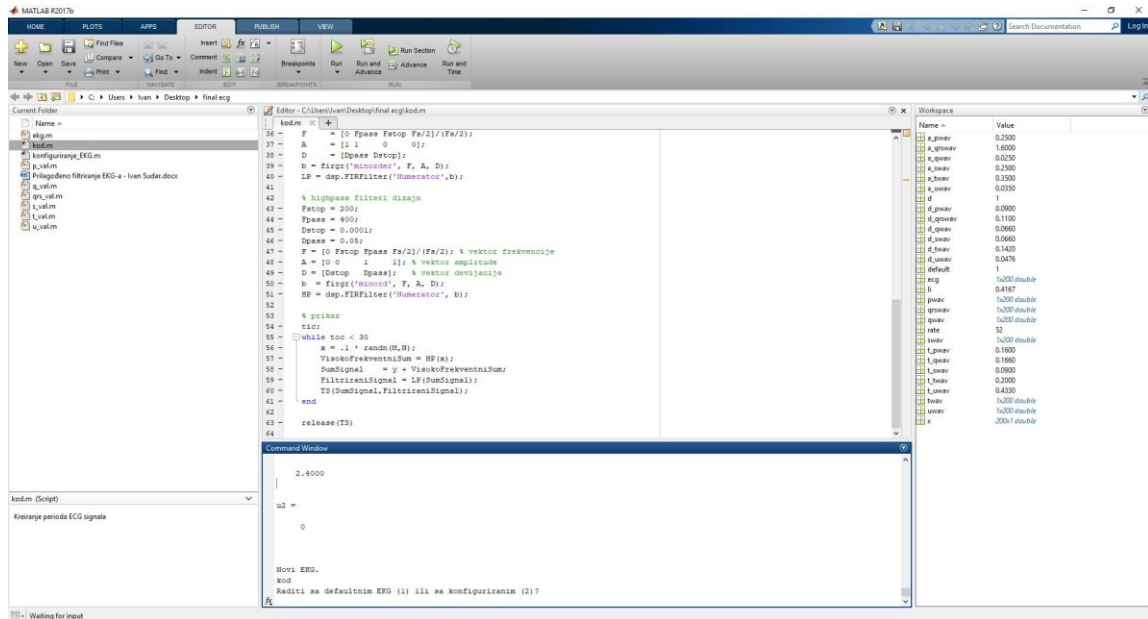 MATLAB R2017b
HOME PLOTS APPS EDITOR PUBLISH VIEW
Search Documentation Log In
New Open Save Find Files Compare Print Go To Find Insert Comment Indent Breakpoints Run Run and Advance Run Section Advance Run and Time
FILE NAVIGATE EDIT BREAKPOINTS RUN
C: Users Ivan Desktop final ecg
Current Folder
Name
ekg.m
kod.m
konfiguriranje_EKG.m
p_val.m
Prilagođeno filtriranje EKG-a - Ivan Sudar.docx
q_val.m
qrs_val.m
s_val.m
t_val.m
u_val.m
kod.m (Script)
Kreiranje perioda ECG signala
Editor - C:\Users\Ivan\Desktop\final ecg\kod.m
kod.m
36 - F = [0 Fpass Fstop Fs/2]/(Fs/2);
37 - A = [1 1 0 0];
38 - D = [Dpass Dstop];
39 - b = firgr('minorder', F, A, D);
40 - LP = dsp.FIRFilter('Numerator',b);
41
42 % highpass filteri dizajn
43 - Fstop = 200;
44 - Fpass = 400;
45 - Dstop = 0.0001;
46 - Dpass = 0.05;
47 - F = [0 Fstop Fpass Fs/2]/(Fs/2); % vektor frekvencije
48 - A = [0 0 1 1]; % vektor amplitude
49 - D = [Dstop Dpass]; % vektor devijacije
50 - b = firgr('minord', F, A, D);
51 - HP = dsp.FIRFilter('Numerator', b);
52
53 % prikaz
54 - tic;
55 - while toc < 30
56 - x = .1 * randn(M,N);
57 - VisokoFrekventniSum = HP(x);
58 - SumSignal = y + VisokoFrekventniSum;
59 - FiltriraniSignal = LP(SumSignal);
60 - TS(SumSignal,FiltriraniSignal);
61 - end
62
63 - release(TS)
64
Command Window
2.4000
u2 =
0
Novi EKG.
kod
Raditi sa defaultnim EKG (1) ili sa konfiguriranim (2)?
fx
Workspace
Name Value
a_pwav 0.2500
a_qrswav 1.6000
a_qwav 0.0250
a_swav 0.2500
a_twav 0.3500
a_uwav 0.0350
d 1
d_pwav 0.0900
d_qrswav 0.1100
d_qwav 0.0660
d_swav 0.0660
d_twav 0.1420
d_uwav 0.0476
default 1
ecg 1x200 double
li 0.4167
pwav 1x200 double
qrswav 1x200 double
qwav 1x200 double
rate 52
swav 1x200 double
t_pwav 0.1600
t_qwav 0.1660
t_swav 0.0900
t_twav 0.2000
t_uwav 0.4330
twav 1x200 double
uwav 1x200 double
x 200x1 double
Waiting for input